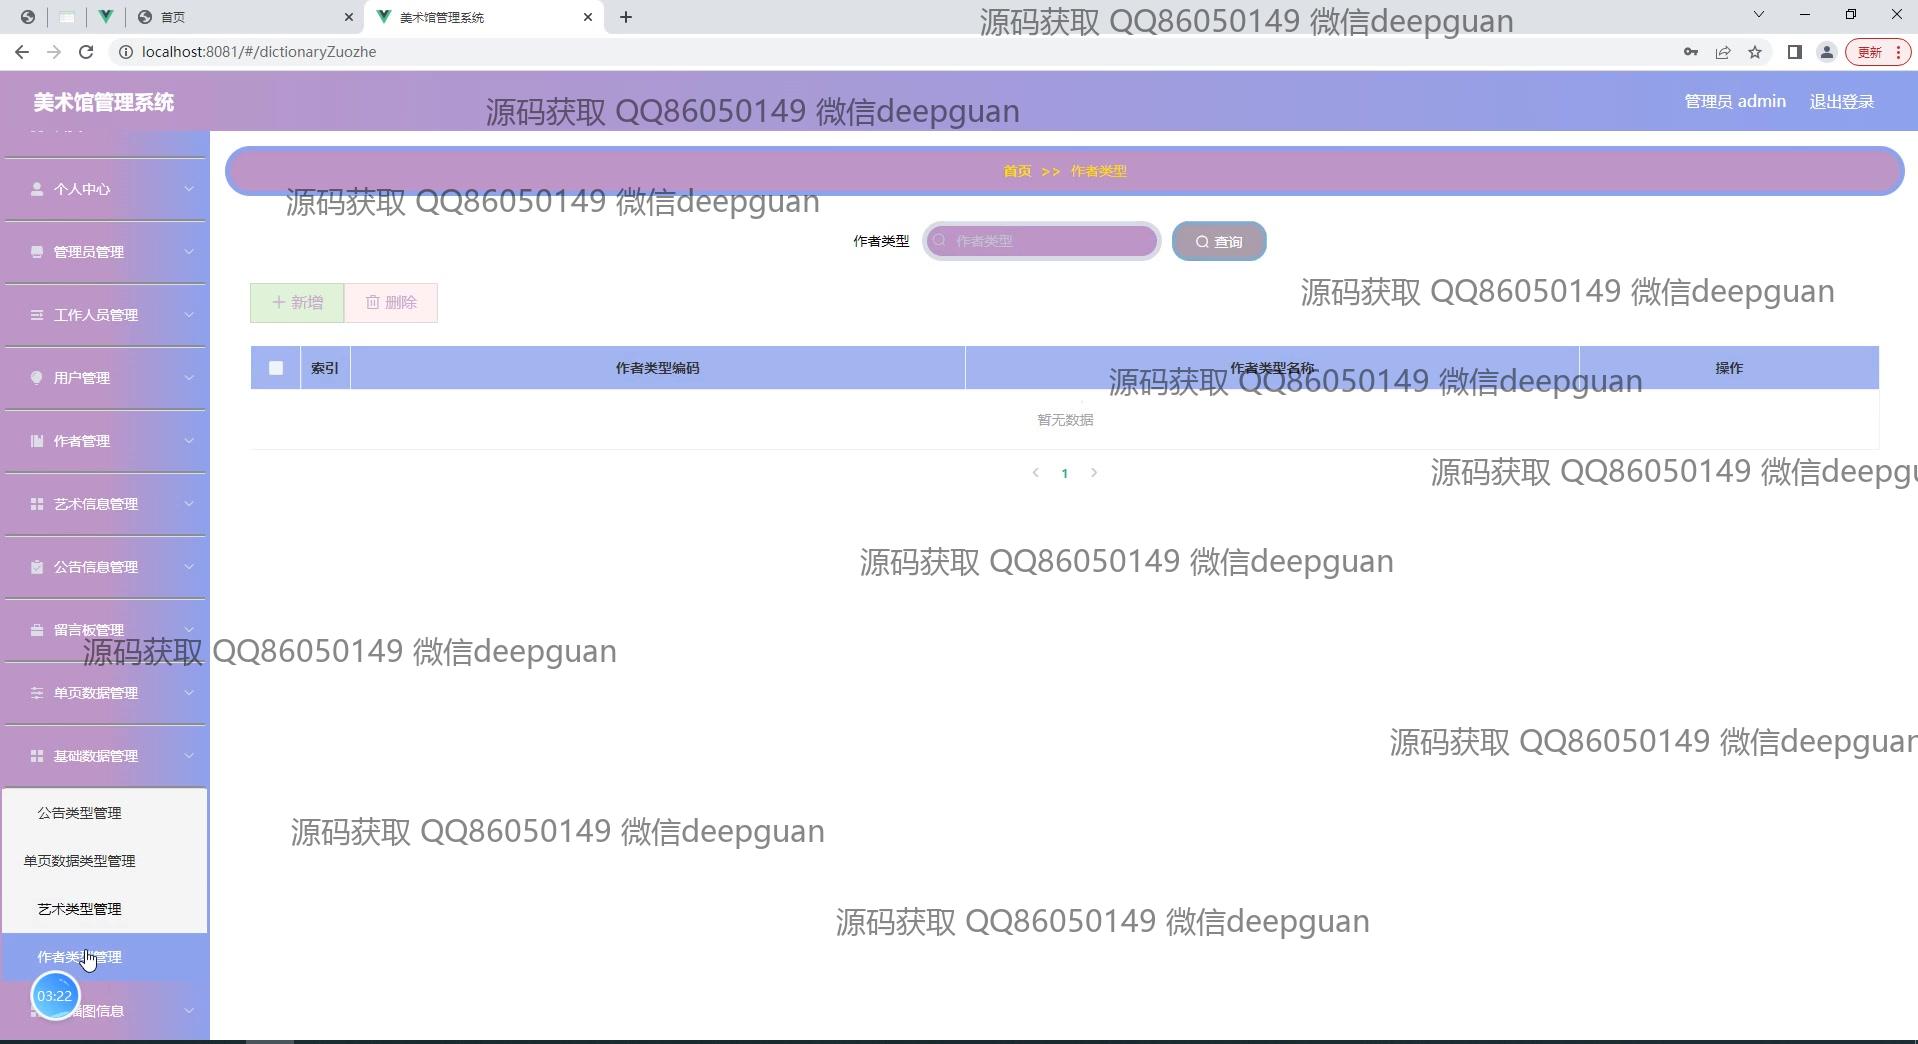 首页
美术馆管理系统
源码获取 QQ86050149 微信deepguan
localhost:8081/#/dictionaryZuozhe
更新
美术馆管理系统
源码获取 QQ86050149 微信deepguan
管理员 admin 退出登录
首页 >> 作者类型
个人中心
源码获取 QQ86050149 微信deepguan
作者类型 作者类型 查询
管理员管理
源码获取 QQ86050149 微信deepguan
新增 删除
工作人员管理
索引 作者类型编码 作者类型名称 操作
用户管理
源码获取 QQ86050149 微信deepguan
暂无数据
作者管理
1
源码获取 QQ86050149 微信deepgu
艺术信息管理
公告信息管理
源码获取 QQ86050149 微信deepguan
留言板管理
源码获取 QQ86050149 微信deepguan
单页数据管理
基础数据管理
源码获取 QQ86050149 微信deepguan
公告类型管理
源码获取 QQ86050149 微信deepguan
单页数据类型管理
艺术类型管理
源码获取 QQ86050149 微信deepguan
作者类型管理
03:22
播图信息